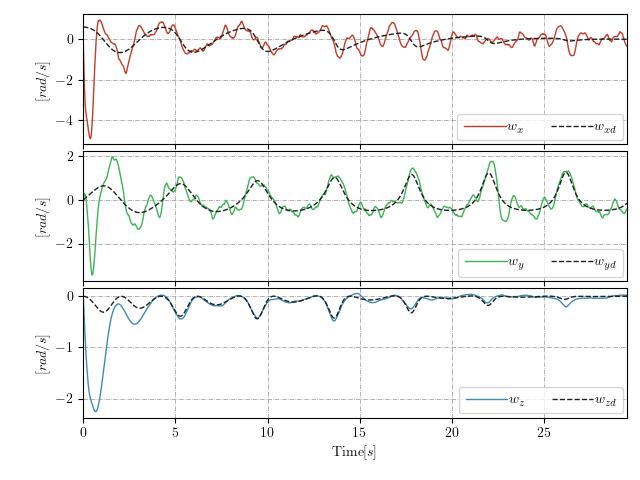 0
−2
−4
[rad/s]
w_x w_xd
2
0
−2
[rad/s]
w_y w_yd
0
−1
−2
[rad/s]
w_z w_zd
0 5 10 15 20 25
Time[s]